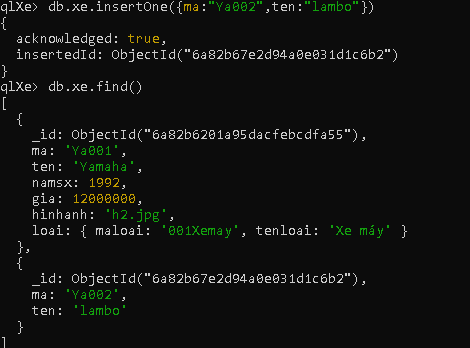 qlXe> db.xe.insertOne({ma:"Ya002",ten:"lambo"})
{
  acknowledged: true,
  insertedId: ObjectId("6a82b67e2d94a0e031d1c6b2")
}
qlXe> db.xe.find()
[
  {
    _id: ObjectId("6a82b6201a95dacfebcdfa55"),
    ma: 'Ya001',
    ten: 'Yamaha',
    namsx: 1992,
    gia: 12000000,
    hinhanh: 'h2.jpg',
    loai: { maloai: '001Xemay', tenloai: 'Xe máy' }
  },
  {
    _id: ObjectId("6a82b67e2d94a0e031d1c6b2"),
    ma: 'Ya002',
    ten: 'lambo'
  }
]